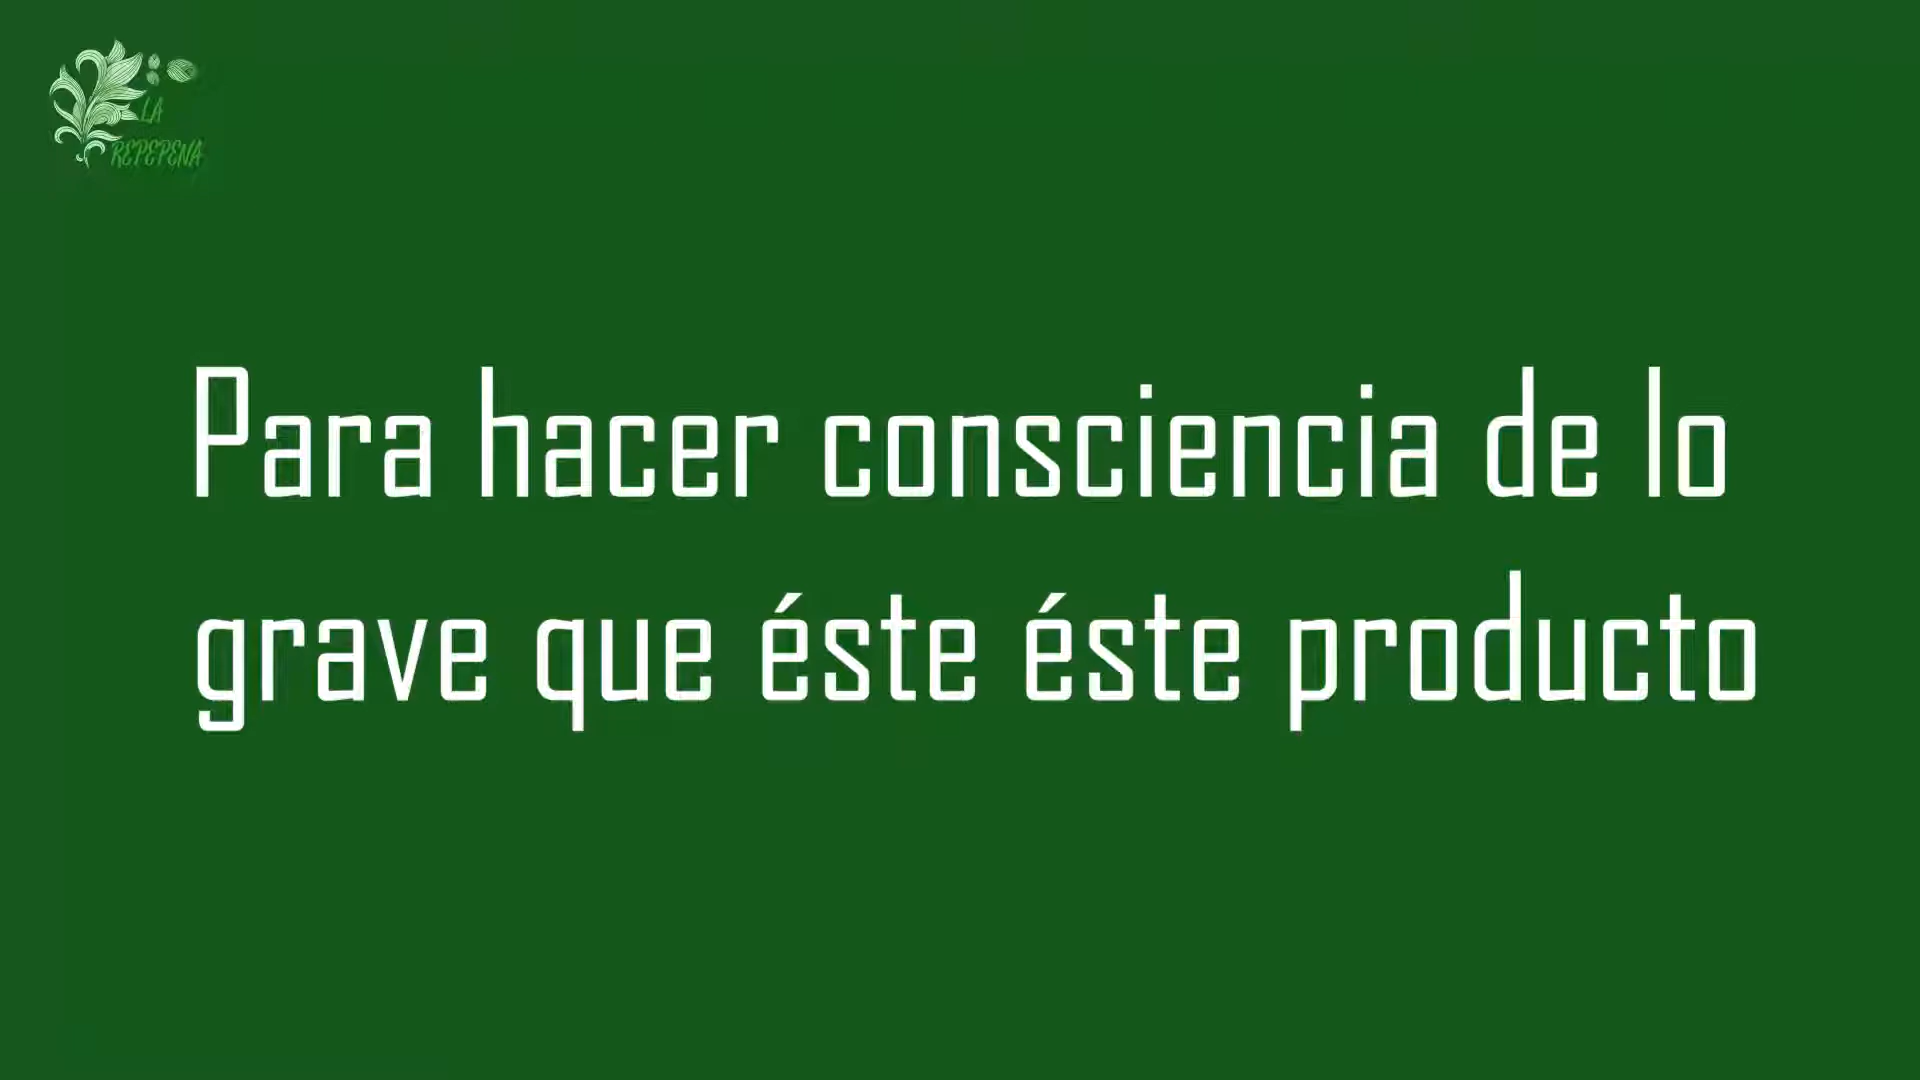 LA
REPEPENA
Para hacer consciencia de lo
grave que éste éste producto